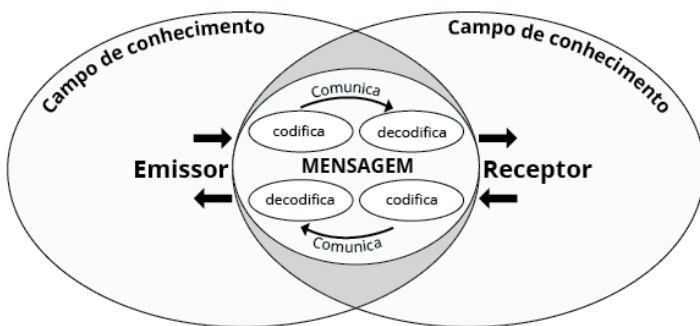 Campo de conhecimento
Campo de conhecimento
Comunica
codifica
decodifica
Emissor
MENSAGEM
Receptor
decodifica
codifica
Comunica